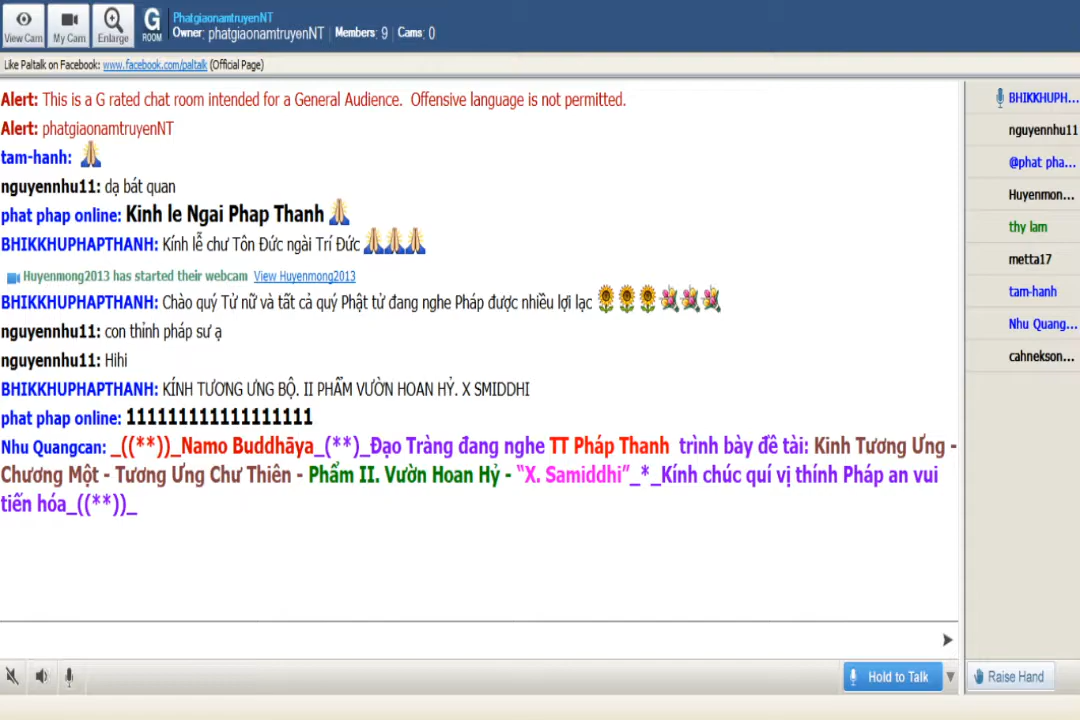 View Cam
My Cam
Enlarge
G
ROOM
PhatgiaonamtruyenNT
Owner: phatgiaonamtruyenNT | Members: 9 | Cams: 0
Like Paltalk on Facebook: www.facebook.com/paltalk (Official Page)
Alert: This is a G rated chat room intended for a General Audience. Offensive language is not permitted.
Alert: phatgiaonamtruyenNT
tam-hanh:
nguyennhu11: dạ bát quan
phat phap online: Kinh le Ngai Phap Thanh
BHIKKHUPHAPTHANH: Kính lễ chư Tôn Đức ngài Trí Đức
Huyenmong2013 has started their webcam View Huyenmong2013
BHIKKHUPHAPTHANH: Chào quý Tử nữ và tất cả quý Phật tử đang nghe Pháp được nhiều lợi lạc
nguyennhu11: con thỉnh pháp sư ạ
nguyennhu11: Hihi
BHIKKHUPHAPTHANH: KÍNH TƯƠNG ƯNG BỘ. II PHẨM VƯỜN HOAN HỶ. X SMIDDHI
phat phap online: 111111111111111111
Nhu Quangcan: _((**))_Namo Buddhāya_(**)_Đạo Tràng đang nghe TT Pháp Thanh trình bày đề tài: Kinh Tương Ưng -
Chương Một - Tương Ưng Chư Thiên - Phẩm II. Vườn Hoan Hỷ - “X. Samiddhi”_*_Kính chúc quí vị thính Pháp an vui
tiến hóa_((**))_
BHIKKHUPH...
nguyennhu11
@phat pha...
Huyenmon...
thy lam
metta17
tam-hanh
Nhu Quang...
cahnekson...
Hold to Talk
Raise Hand